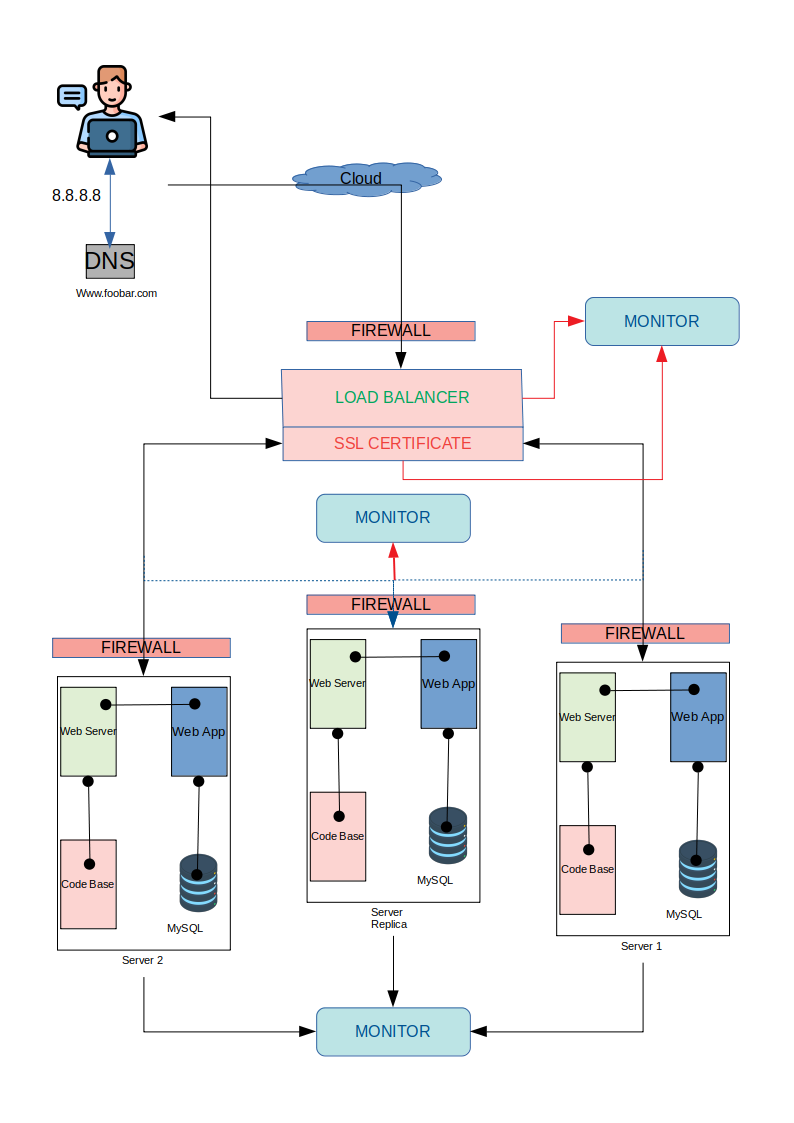 Cloud
8.8.8.8
DNS
Www.foobar.com
FIREWALL
MONITOR
LOAD BALANCER
SSL CERTIFICATE
MONITOR
FIREWALL
FIREWALL
FIREWALL
Web Server
Web App
Code Base
MySQL
Server 2
Web Server
Web App
Code Base
MySQL
Server
Replica
Web Server
Web App
Code Base
MySQL
Server 1
MONITOR